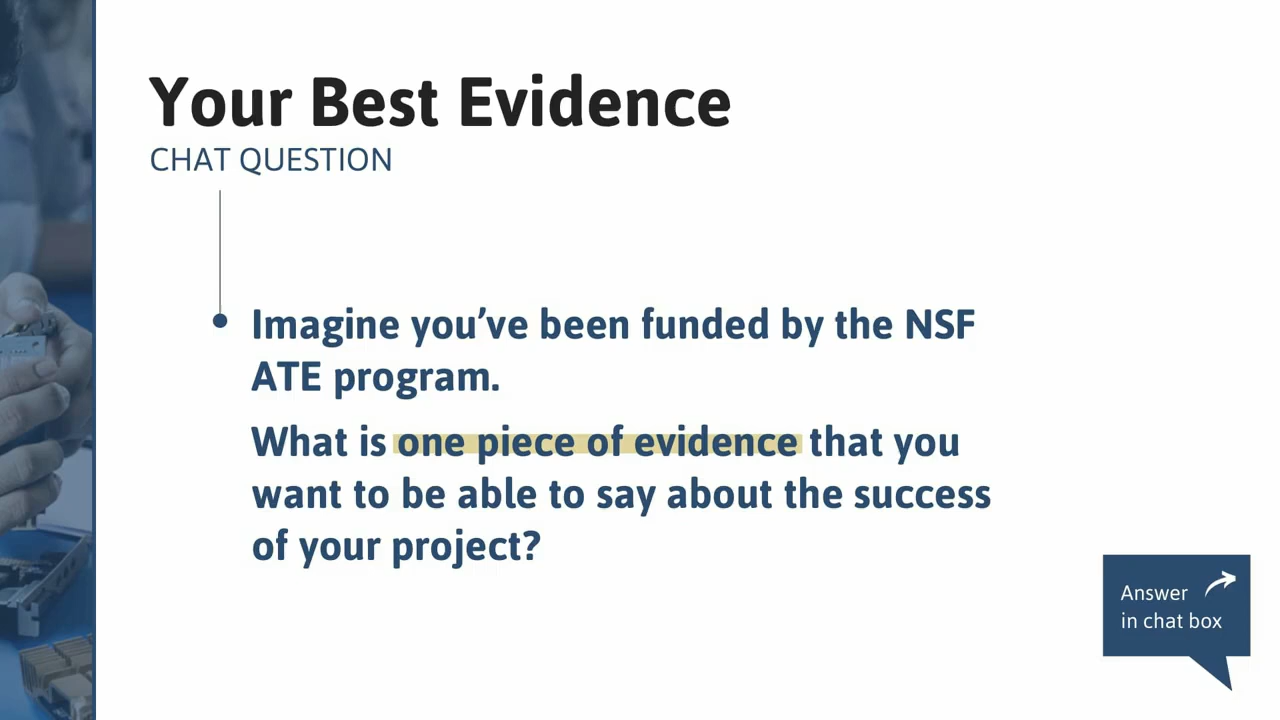 Your Best Evidence
CHAT QUESTION
Imagine you’ve been funded by the NSF
ATE program.
What is one piece of evidence that you
want to be able to say about the success
of your project?
Answer
in chat box